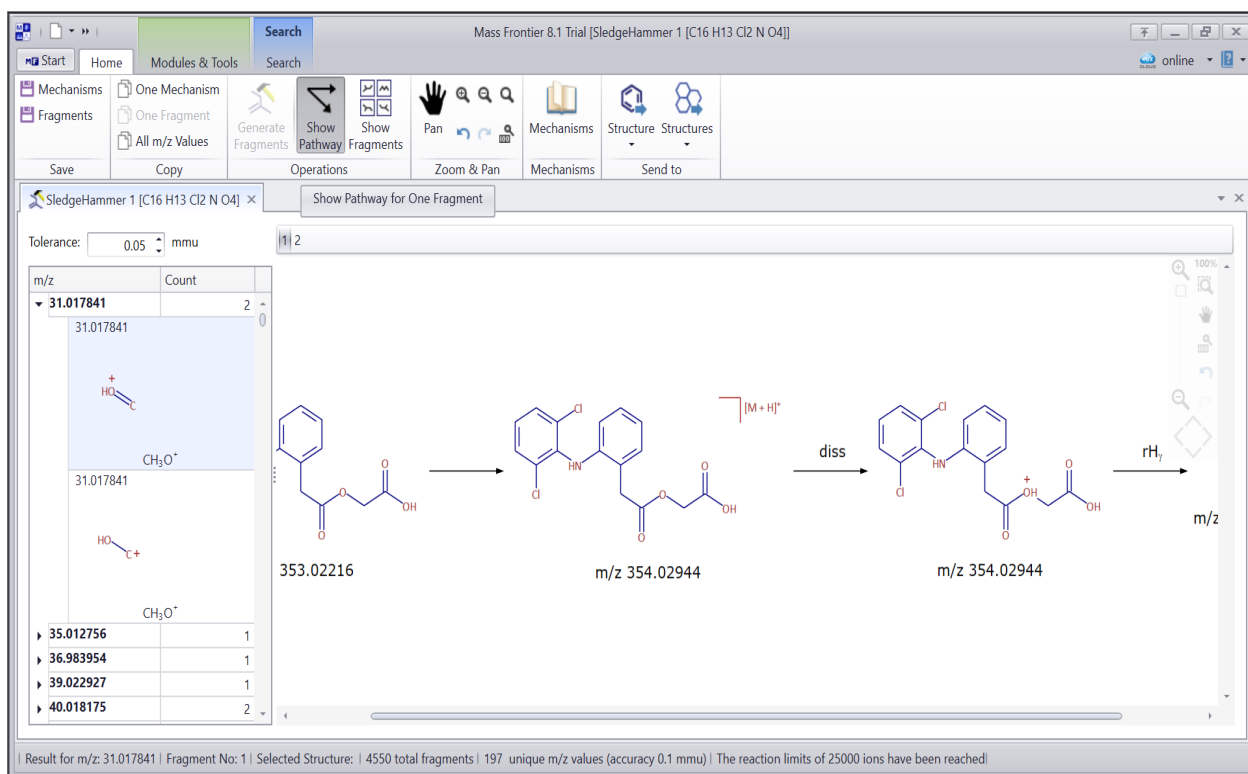 Search
Mass Frontier 8.1 Trial [SledgeHammer 1 [C16 H13 Cl2 N O4]]
MF Start Home Modules & Tools Search
CLOUD online
Mechanisms
Fragments
Save
One Mechanism
One Fragment
All m/z Values
Copy
Generate Fragments
Show Pathway
Show Fragments
Operations
Pan
Zoom & Pan
Mechanisms
Mechanisms
Structure Structures
Send to
SledgeHammer 1 [C16 H13 Cl2 N O4]
Show Pathway for One Fragment
Tolerance: 0.05 mmu
1 2
100%
m/z Count
31.017841 2
31.017841
+
HO
C
CH₃O⁺
31.017841
HO
C+
CH₃O⁺
35.012756 1
36.983954 1
39.022927 1
40.018175 2
O
O
OH
O
353.02216
Cl
[M + H]⁺
HN
Cl
O
O
OH
O
m/z 354.02944
diss
Cl
HN
Cl
+
OH
O
OH
O
m/z 354.02944
rHᵧ
m/z
Result for m/z: 31.017841 | Fragment No: 1 | Selected Structure: | 4550 total fragments | 197 unique m/z values (accuracy 0.1 mmu) | The reaction limits of 25000 ions have been reached|